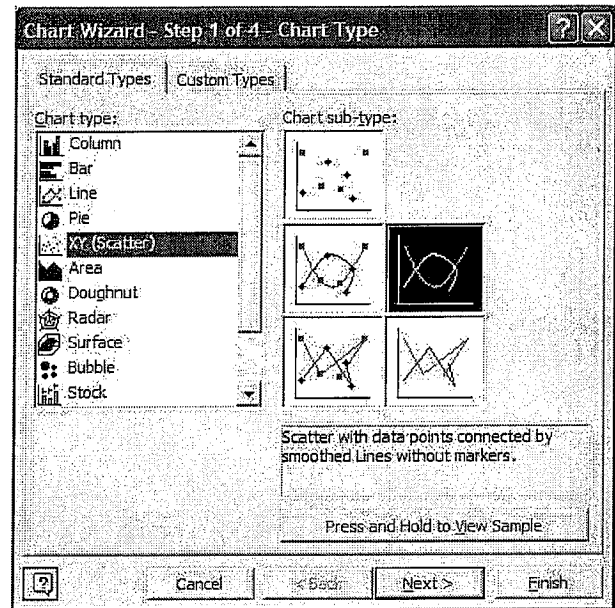 Chart Wizard - Step 1 of 4 - Chart Type
Standard Types
Custom Types
Chart type:
Column
Bar
Line
Pie
XY (Scatter)
Area
Doughnut
Radar
Surface
Bubble
Stock
Chart sub-type:
Scatter with data points connected by
smoothed Lines without markers.
Press and Hold to View Sample
Cancel
< Back
Next >
Finish